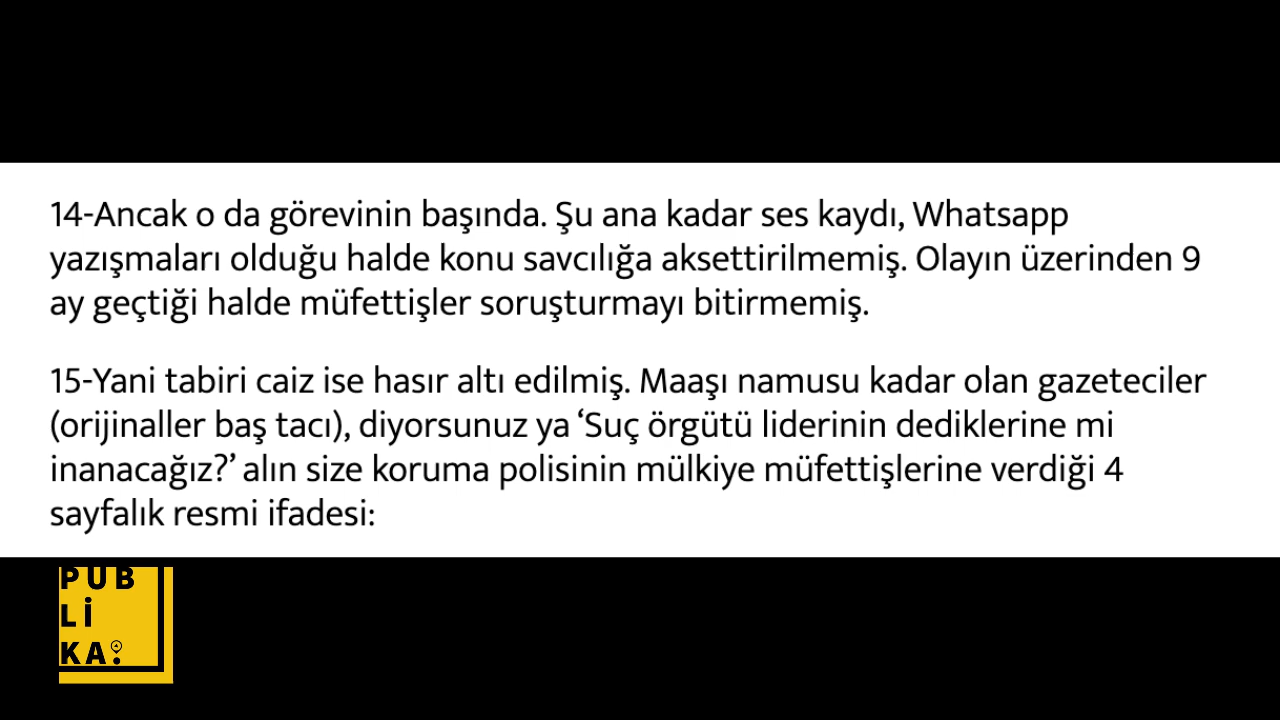 14-Ancak o da görevinin başında. Şu ana kadar ses kaydı, Whatsapp
yazışmaları olduğu halde konu savcılığa aksettirilmemiş. Olayın üzerinden 9
ay geçtiği halde müfettişler soruşturmayı bitirmemiş.
15-Yani tabiri caiz ise hasır altı edilmiş. Maaşı namusu kadar olan gazeteciler
(orijinaller baş tacı), diyorsunuz ya ‘Suç örgütü liderinin dediklerine mi
inanacağız?’ alın size koruma polisinin mülkiye müfettişlerine verdiği 4
sayfalık resmi ifadesi:
PUB
Lİ
KA